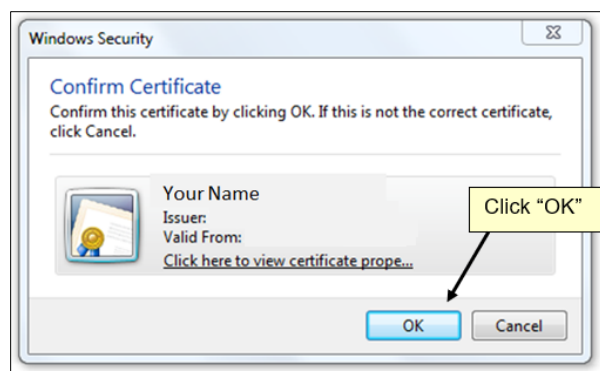 Windows Security
Confirm Certificate
Confirm this certificate by clicking OK. If this is not the correct certificate,
click Cancel.
Your Name
Issuer:
Valid From:
Click here to view certificate prope...
Click “OK”
OK
Cancel